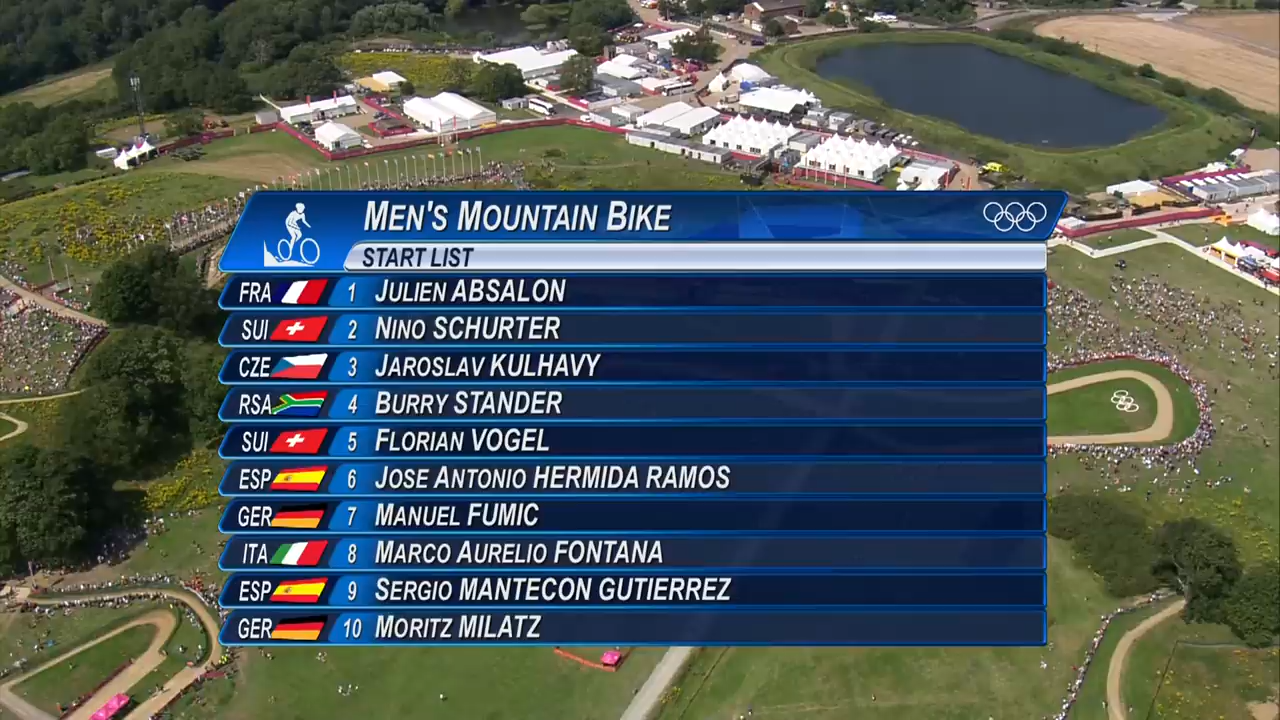 MEN'S MOUNTAIN BIKE
START LIST
FRA 1 JULIEN ABSALON
SUI 2 NINO SCHURTER
CZE 3 JAROSLAV KULHAVY
RSA 4 BURRY STANDER
SUI 5 FLORIAN VOGEL
ESP 6 JOSE ANTONIO HERMIDA RAMOS
GER 7 MANUEL FUMIC
ITA 8 MARCO AURELIO FONTANA
ESP 9 SERGIO MANTECON GUTIERREZ
GER 10 MORITZ MILATZ